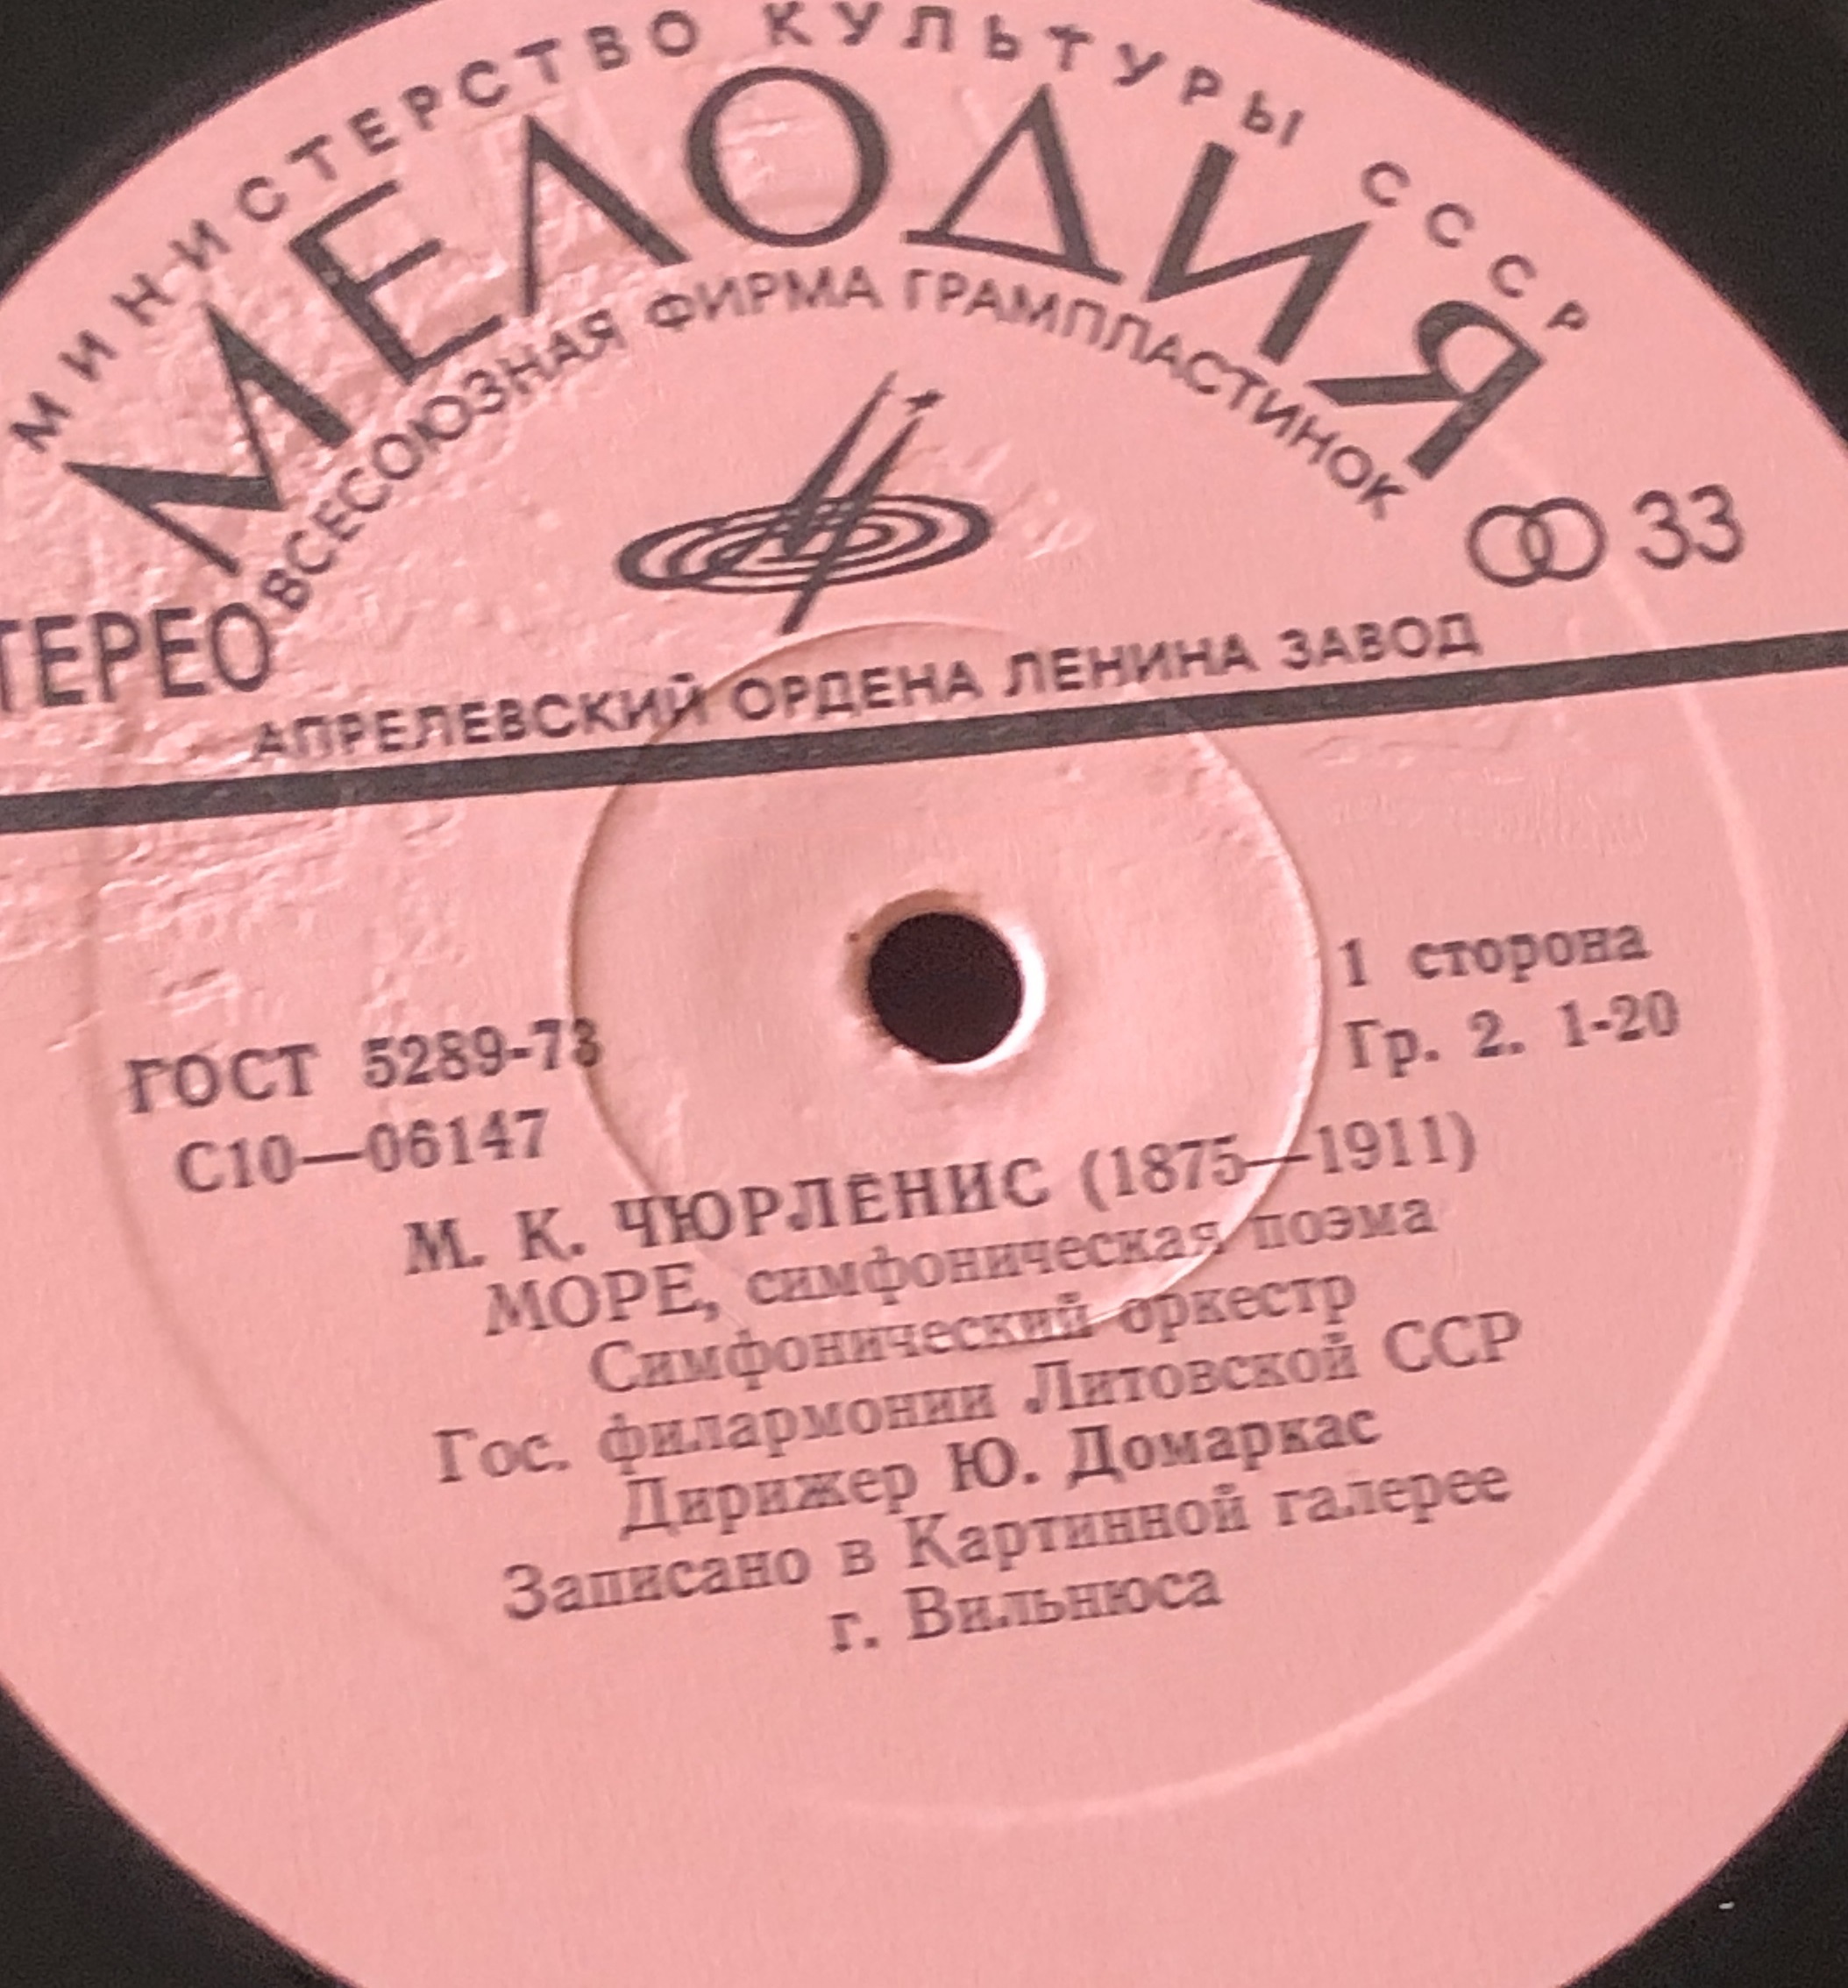 МИНИСТЕРСТВО КУЛЬТУРЫ СССР
МЕЛОДИЯ
ВСЕСОЮЗНАЯ ФИРМА ГРАМПЛАСТИНОК
ТЕРЕО
33
АПРЕЛЕВСКИЙ ОРДЕНА ЛЕНИНА ЗАВОД
ГОСТ 5289-73
1 сторона
С10—06147
Гр. 2. 1-20
М. К. ЧЮРЛЕНИС (1875—1911)
МОРЕ, симфоническая поэма
Симфонический оркестр
Гос. филармонии Литовской ССР
Дирижер Ю. Домаркас
Записано в Картинной галерее
г. Вильнюса